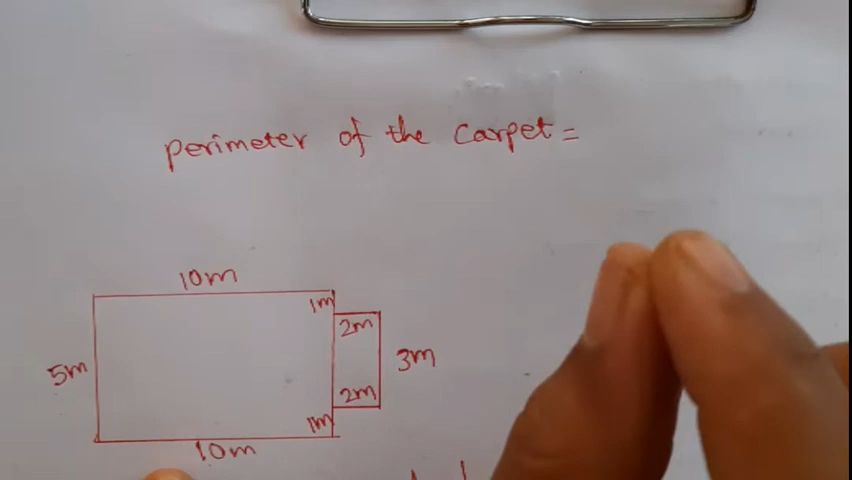 perimeter of the carpet =
10m
1m
2m
5m
3m
2m
1m
10m